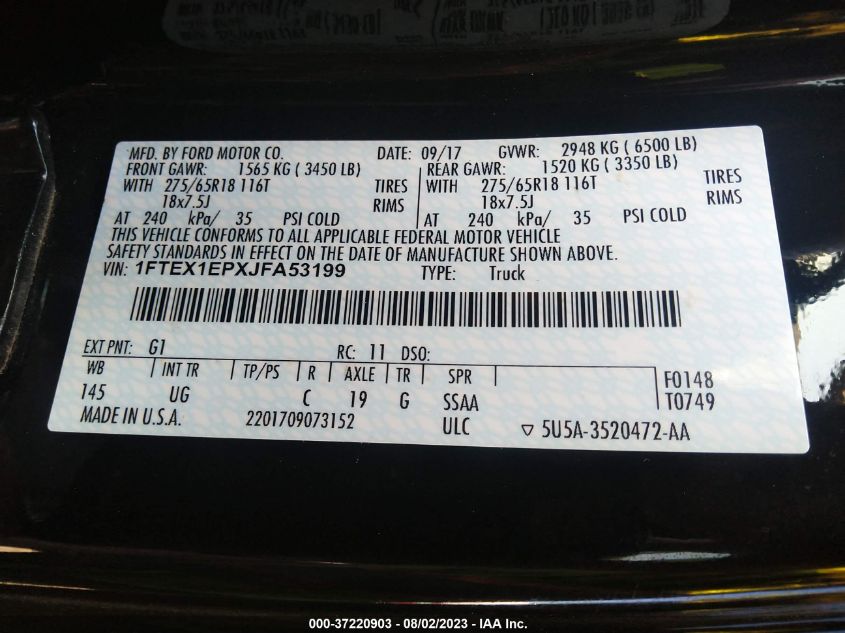 MFD. BY FORD MOTOR CO. DATE: 09/17 GVWR: 2948 KG ( 6500 LB)
FRONT GAWR: 1565 KG ( 3450 LB) REAR GAWR: 1520 KG ( 3350 LB)
WITH 275/65R18 116T TIRES WITH 275/65R18 116T TIRES
18x7.5J RIMS 18x7.5J RIMS
AT 240 kPa/ 35 PSI COLD AT 240 kPa/ 35 PSI COLD
THIS VEHICLE CONFORMS TO ALL APPLICABLE FEDERAL MOTOR VEHICLE
SAFETY STANDARDS IN EFFECT ON THE DATE OF MANUFACTURE SHOWN ABOVE.
VIN: 1FTEX1EPXJFA53199 TYPE: Truck
EXT PNT: G1 RC: 11 DSO:
WB INT TR TP/PS R AXLE TR SPR F0148
145 UG C 19 G SSAA T0749
MADE IN U.S.A. 2201709073152 ULC ▽ 5U5A-3520472-AA
000-37220903 - 08/02/2023 - IAA Inc.